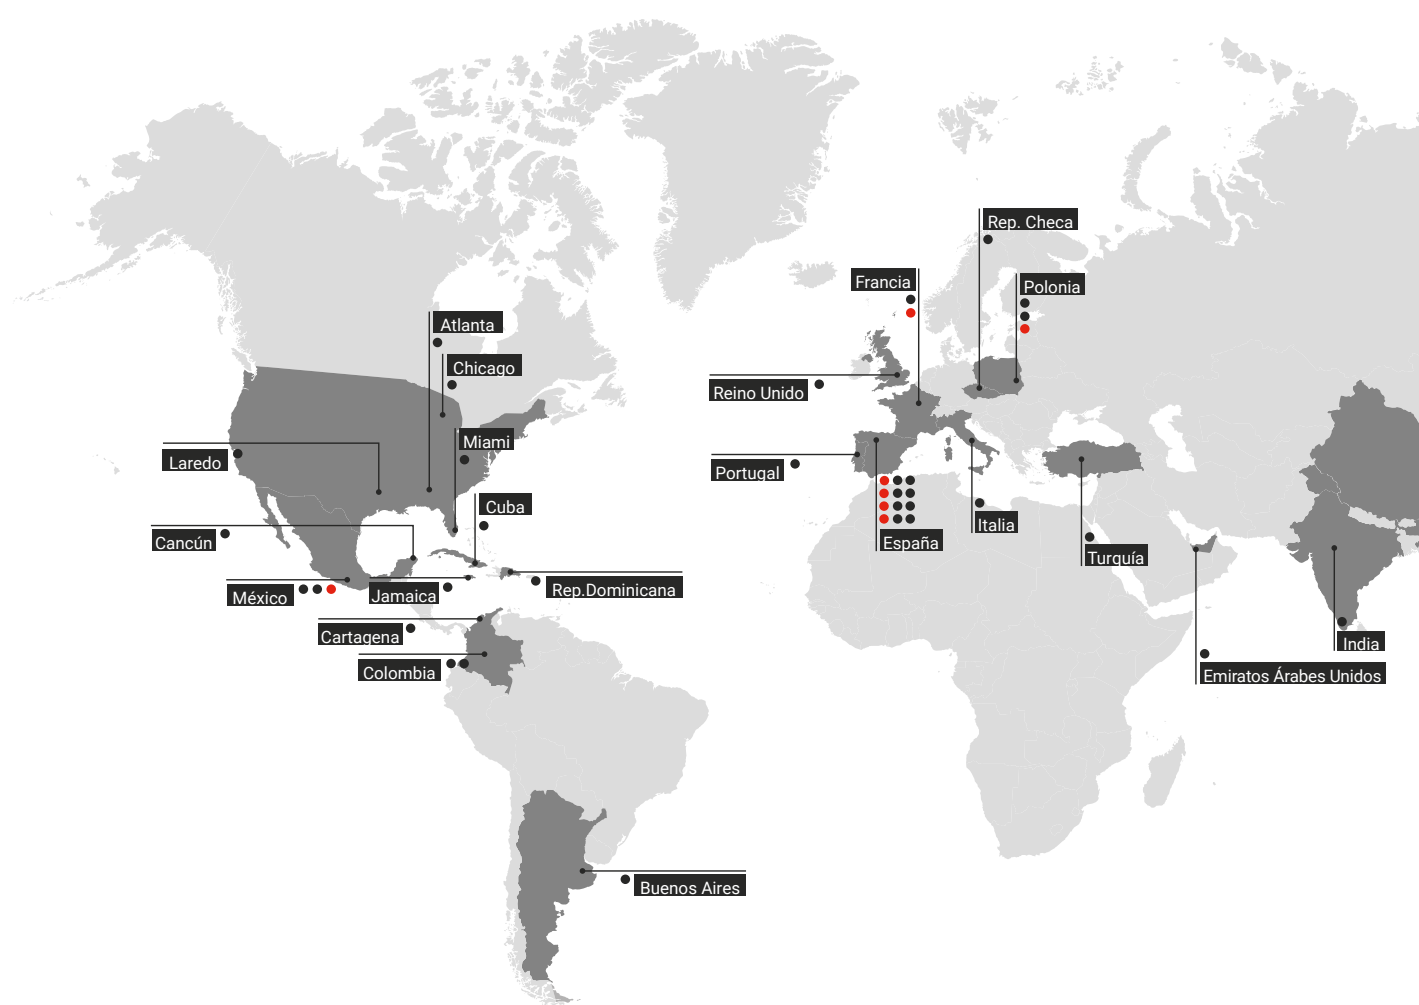 Rep. Checa
Francia
Polonia
Atlanta
Chicago
Reino Unido
Miami
Laredo
Portugal
Cuba
Italia
Cancún
España
Turquía
Rep.Dominicana
Jamaica
México
Cartagena
India
Colombia
Emiratos Árabes Unidos
Buenos Aires